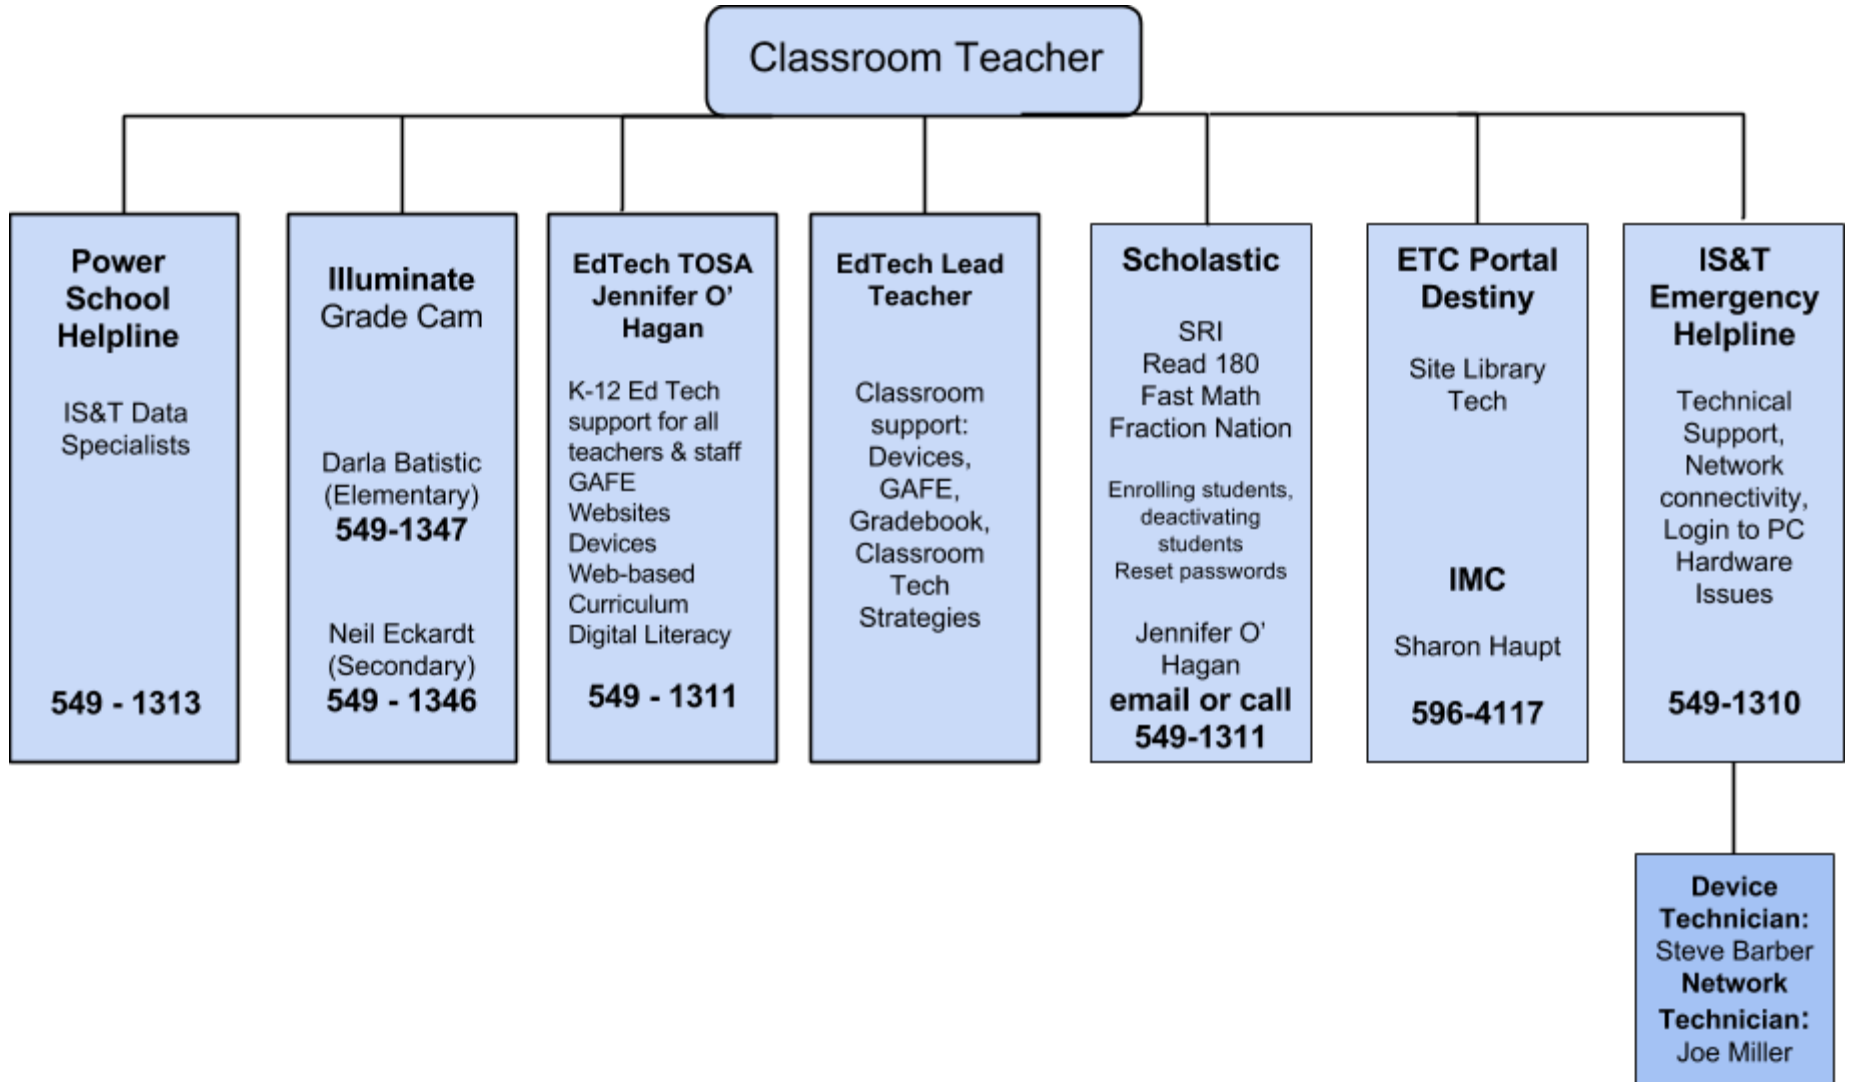 Classroom Teacher
Power
School
Helpline
IS&T Data
Specialists
549 - 1313
Illuminate
Grade Cam
Darla Batistic
(Elementary)
549-1347
Neil Eckardt
(Secondary)
549 - 1346
EdTech TOSA
Jennifer O'
Hagan
K-12 Ed Tech
support for all
teachers & staff
GAFE
Websites
Devices
Web-based
Curriculum
Digital Literacy
549 - 1311
EdTech Lead
Teacher
Classroom
support:
Devices,
GAFE,
Gradebook,
Classroom
Tech
Strategies
Scholastic
SRI
Read 180
Fast Math
Fraction Nation
Enrolling students,
deactivating
students
Reset passwords
Jennifer O'
Hagan
email or call
549-1311
ETC Portal
Destiny
Site Library
Tech
IMC
Sharon Haupt
596-4117
IS&T
Emergency
Helpline
Technical
Support,
Network
connectivity,
Login to PC
Hardware
Issues
549-1310
Device
Technician:
Steve Barber
Network
Technician:
Joe Miller